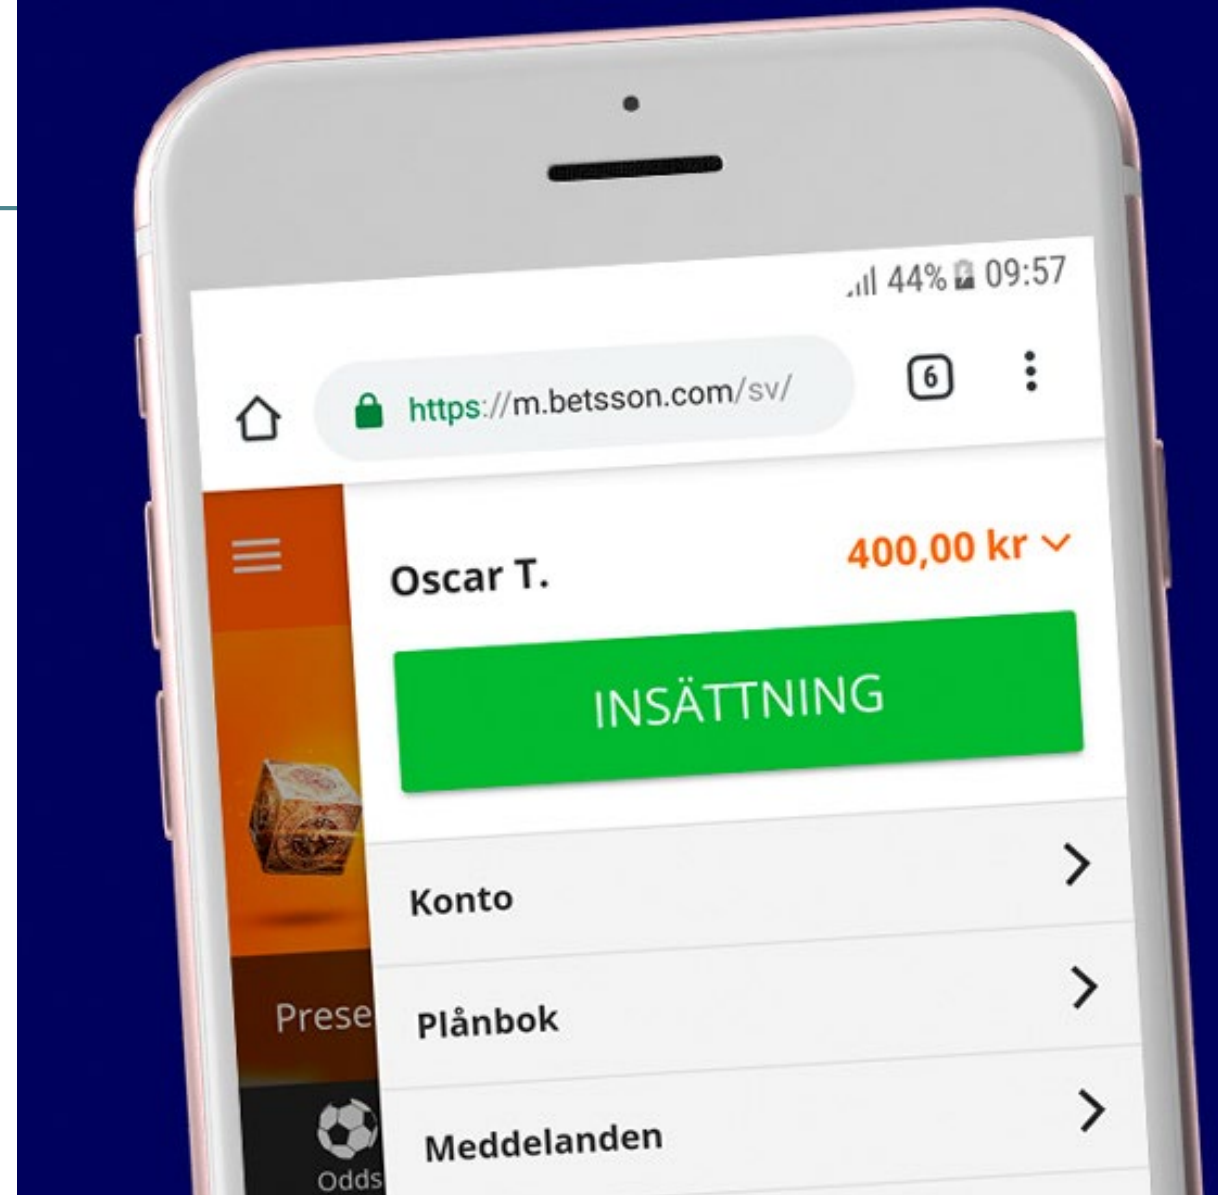 44% 09:57
https://m.betsson.com/sv/
6
Oscar T.
400,00 kr
INSÄTTNING
Konto
Plånbok
Meddelanden
Prese
Odds